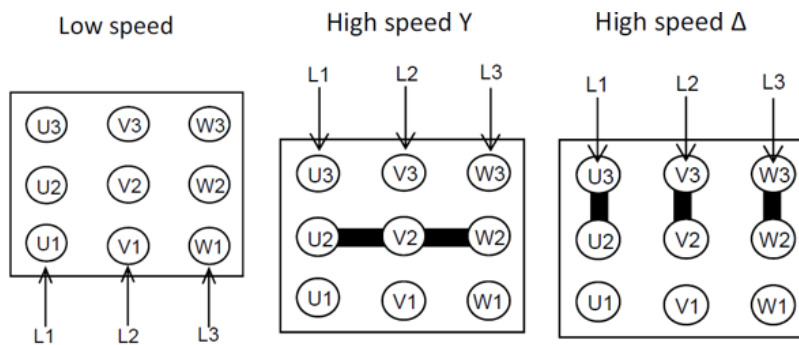 Low speed
High speed Y
High speed Δ
L1 L2 L3
L1 L2 L3
U3 V3 W3
U2 V2 W2
U1 V1 W1
L1 L2 L3
U3 V3 W3
U2 V2 W2
U1 V1 W1
U3 V3 W3
U2 V2 W2
U1 V1 W1